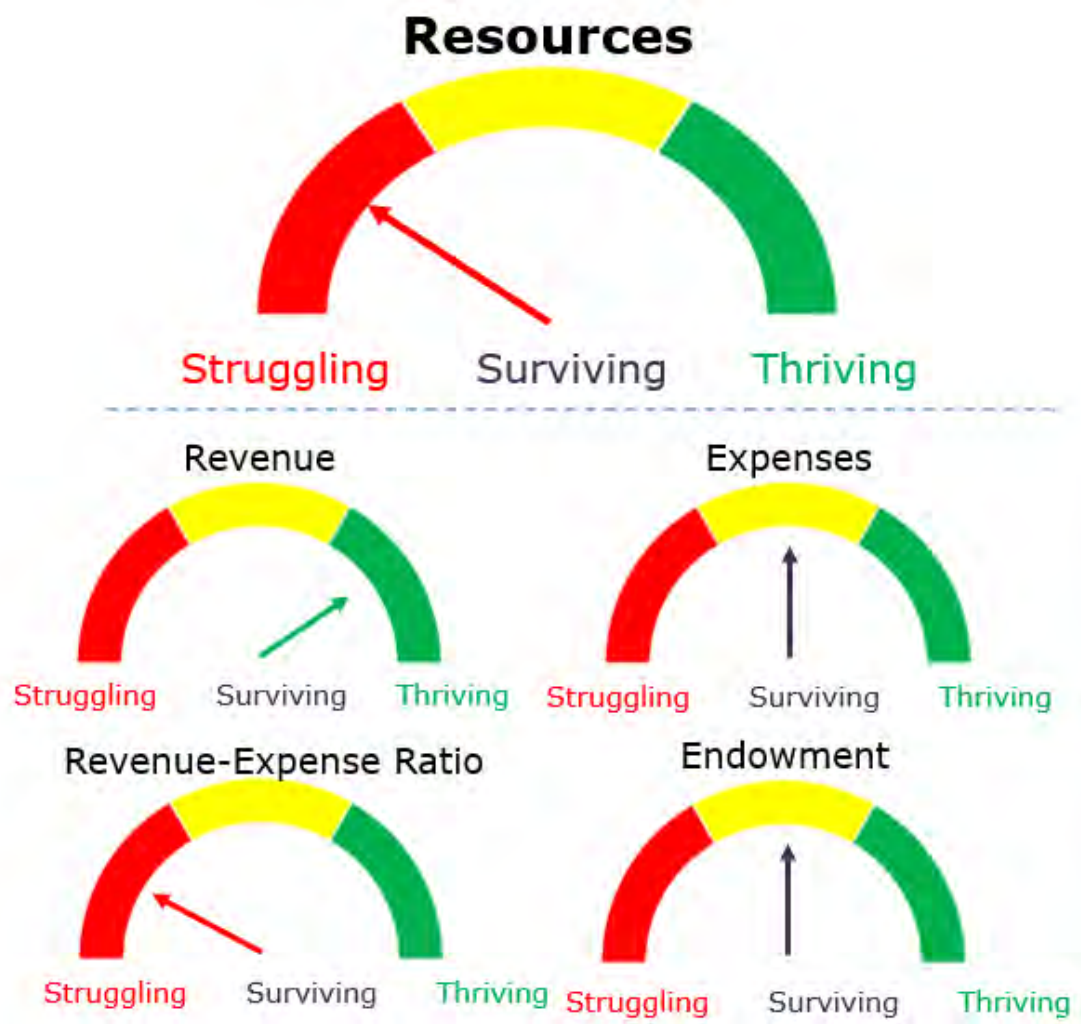 Resources
Struggling Surviving Thriving
Revenue Expenses
Struggling Surviving Thriving Struggling Surviving Thriving
Revenue-Expense Ratio Endowment
Struggling Surviving Thriving Struggling Surviving Thriving